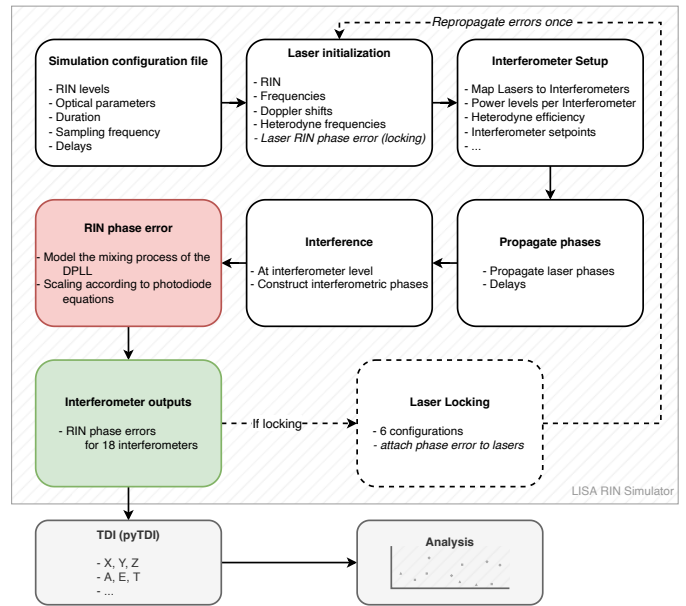 Repropagate errors once
Simulation configuration file
- RIN levels
- Optical parameters
- Duration
- Sampling frequency
- Delays
Laser initialization
- RIN
- Frequencies
- Doppler shifts
- Heterodyne frequencies
- Laser RIN phase error (locking)
Interferometer Setup
- Map Lasers to Interferometers
- Power levels per Interferometer
- Heterodyne efficiency
- Interferometer setpoints
- ...
RIN phase error
- Model the mixing process of the
DPLL
- Scaling according to photodiode
equations
Interference
- At interferometer level
- Construct interferometric phases
Propagate phases
- Propagate laser phases
- Delays
Interferometer outputs
- RIN phase errors
for 18 interferometers
If locking
Laser Locking
- 6 configurations
- attach phase error to lasers
LISA RIN Simulator
TDI (pyTDI)
- X, Y, Z
- A, E, T
- ...
Analysis